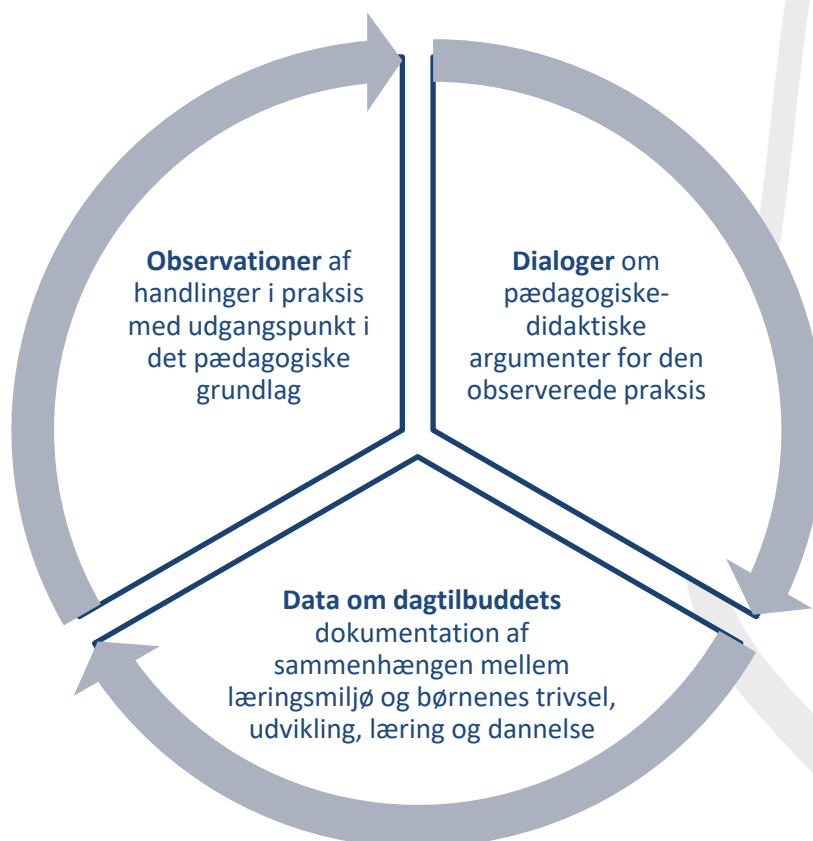 Observationer af
handlinger i praksis
med udgangspunkt i
det pædagogiske
grundlag
Dialoger om
pædagogiske-
didaktiske
argumenter for den
observerede praksis
Data om dagtilbuddets
dokumentation af
sammenhængen mellem
læringsmiljø og børnenes trivsel,
udvikling, læring og dannelse